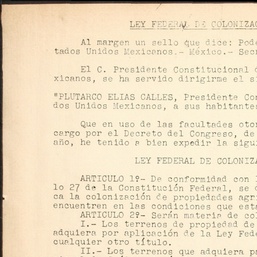 LEY FEDERAL DE COLONIZAC
Al margen un sello que dice: Pode
tados Unidos Mexicanos.- México.- Sec
El C. Presidente Constitucional
xicanos, se ha servido dirigirme el s
"PLUTARCO ELIAS CALLES, Presidente Con
dos Unidos Mexicanos, a sus habitante
Que en uso de las facultades oto
cargo por el Decreto del Congreso, de
año, he tenido a bien expedir la sigui
LEY FEDERAL DE COLONIZA
ARTICULO 1º- De conformidad con l
lo 27 de la Constitución Federal, se d
ca la colonización de propiedades agrí
encuentren en las condiciones que est
ARTICULO 2º- Serán materia de col
I.- Los terrenos de propiedad de
adquiera por aplicación de la Ley Fede
cualquier otro título.
II.- Los terrenos que adquiera pa